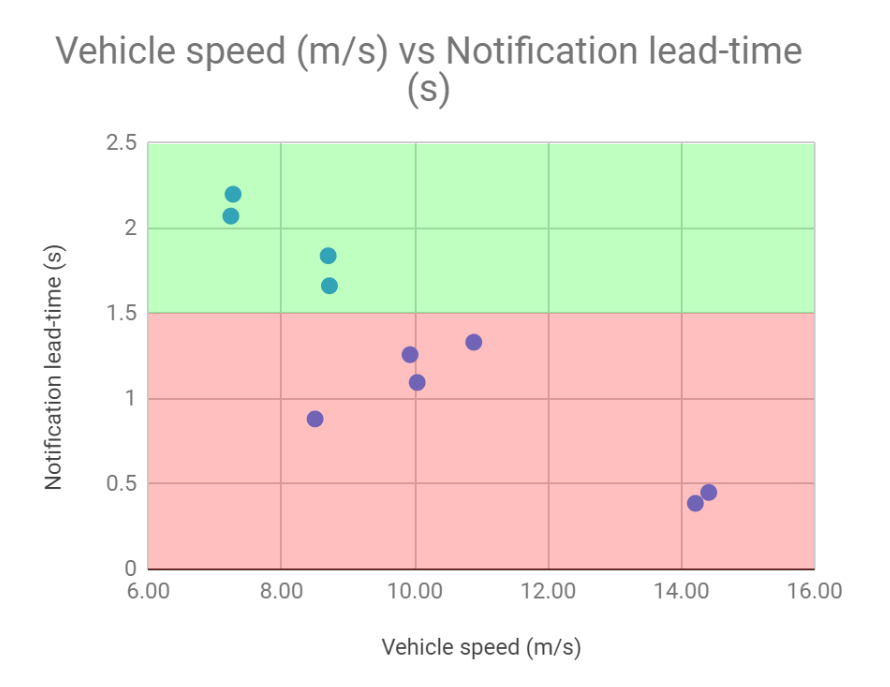 Vehicle speed (m/s) vs Notification lead-time
(s)
2.5
2
1.5
1
0.5
0
Notification lead-time (s)
6.00 8.00 10.00 12.00 14.00 16.00
Vehicle speed (m/s)